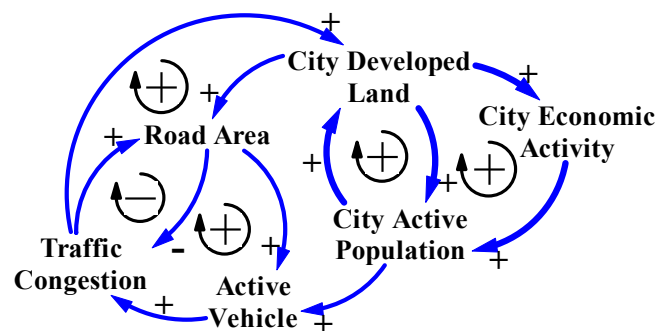 +
City Developed
Land
+
+
+
City Economic
Activity
+
Road Area
+
+
+
+
+
−
City Active
Population
+
Traffic
Congestion
-
+
+
Active
Vehicle
+
+